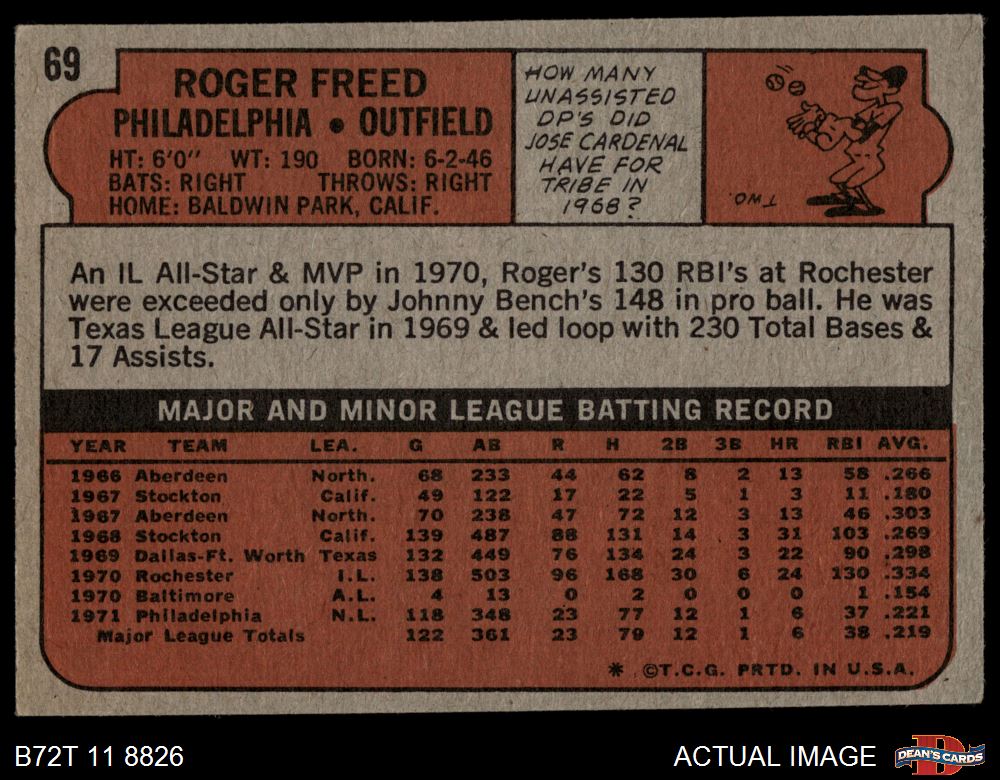 69
ROGER FREED
PHILADELPHIA • OUTFIELD
HT: 6'0" WT: 190 BORN: 6-2-46
BATS: RIGHT THROWS: RIGHT
HOME: BALDWIN PARK, CALIF.
HOW MANY
UNASSISTED
DP'S DID
JOSE CARDENAL
HAVE FOR
TRIBE IN
1968?
TWO.
An IL All-Star & MVP in 1970, Roger's 130 RBI's at Rochester
were exceeded only by Johnny Bench's 148 in pro ball. He was
Texas League All-Star in 1969 & led loop with 230 Total Bases &
17 Assists.
MAJOR AND MINOR LEAGUE BATTING RECORD
YEAR TEAM LEA. G AB R H 2B 3B HR RBI AVG.
1966 Aberdeen North. 68 233 44 62 8 2 13 58 .266
1967 Stockton Calif. 49 122 17 22 5 1 3 11 .180
1967 Aberdeen North. 70 238 47 72 12 3 13 46 .303
1968 Stockton Calif. 139 487 88 131 14 3 31 103 .269
1969 Dallas-Ft. Worth Texas 132 449 76 134 24 3 22 90 .298
1970 Rochester I.L. 138 503 96 168 30 6 24 130 .334
1970 Baltimore A.L. 4 13 0 2 0 0 0 1 .154
1971 Philadelphia N.L. 118 348 23 77 12 1 6 37 .221
Major League Totals 122 361 23 79 12 1 6 38 .219
* ©T.C.G. PRTD. IN U.S.A.
B72T 11 8826
ACTUAL IMAGE
D
DEAN'S CARDS